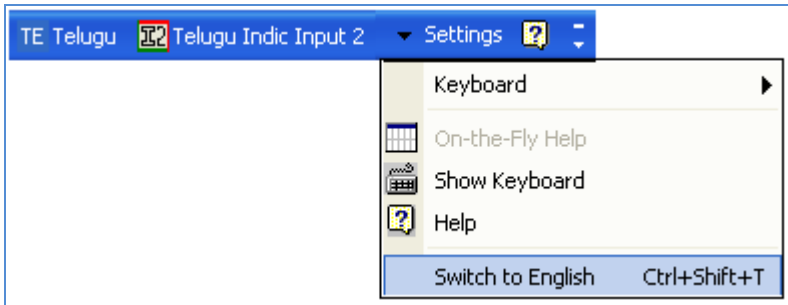 TE Telugu I2 Telugu Indic Input 2 Settings ?
Keyboard
On-the-Fly Help
Show Keyboard
? Help
Switch to English Ctrl+Shift+T